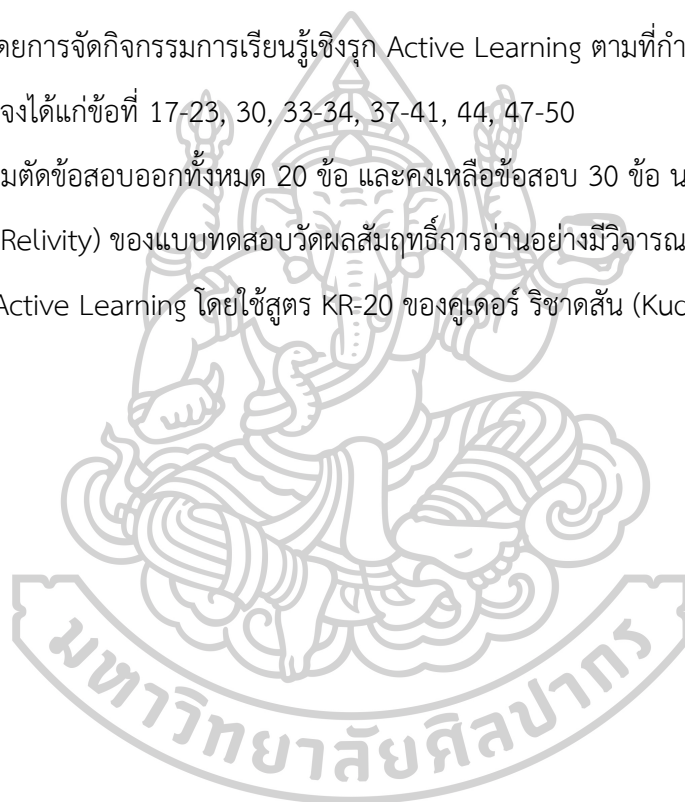 ดยการจัดกิจกรรมการเรียนรู้เชิงรุก Active Learning ตามที่กำ
จงได้แก่ข้อที่ 17-23, 30, 33-34, 37-41, 44, 47-50
มตัดข้อสอบออกทั้งหมด 20 ข้อ และคงเหลือข้อสอบ 30 ข้อ น
Relivity) ของแบบทดสอบวัดผลสัมฤทธิ์การอ่านอย่างมีวิจารณ
Active Learning โดยใช้สูตร KR-20 ของคูเดอร์ ริชาดสัน (Kuc
มหาวิทยาลัยศิลปากร